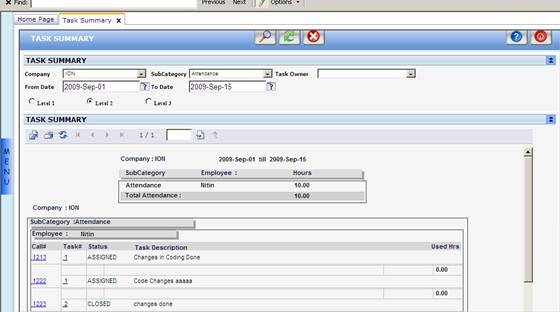 Find: Previous Next Options
Home Page Task Summary x
TASK SUMMARY
TASK SUMMARY
Company ION SubCategory Attendance Task Owner
From Date 2009-Sep-01 ? To Date 2009-Sep-15 ?
Level 1 Level 2 Level 3
TASK SUMMARY
1 / 1
MENU
Company : ION 2009-Sep-01 till 2009-Sep-15
SubCategory Employee : Hours
Attendance Nitin 10.00
Total Attendance : 10.00
Company : ION
SubCategory :Attendance
Employee : Nitin
Call# Task# Status Task Description Used Hrs
1213 1 ASSIGNED Changes in Coding Done
0.00
1222 1 ASSIGNED Code Changes aaaaa
0.00
1223 2 CLOSED changes done